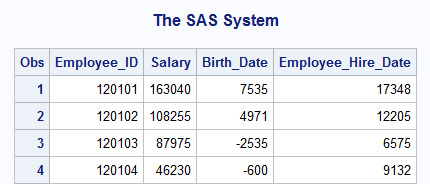 The SAS System
Obs Employee_ID Salary Birth_Date Employee_Hire_Date
1 120101 163040 7535 17348
2 120102 108255 4971 12205
3 120103 87975 -2535 6575
4 120104 46230 -600 9132